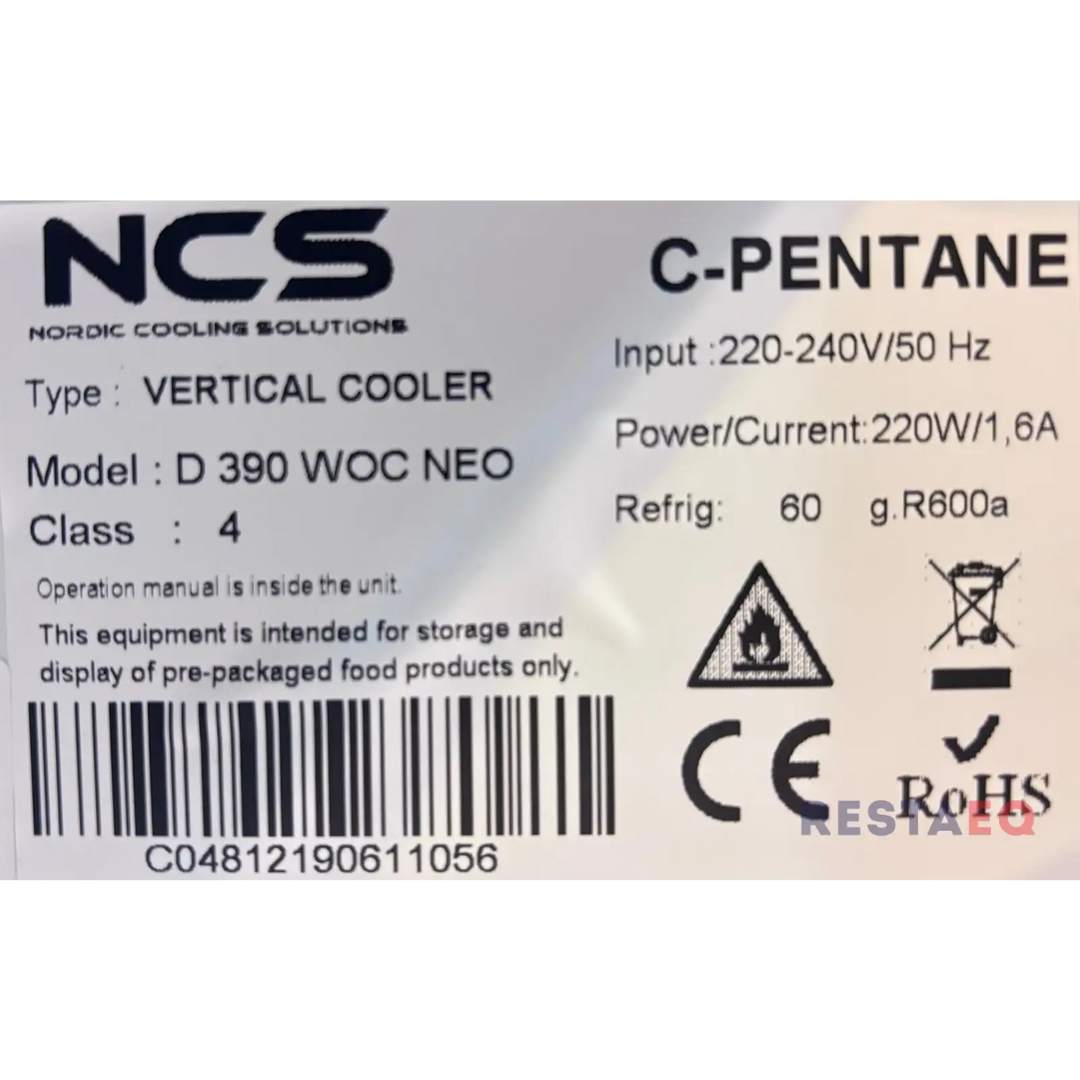 NCS
NORDIC COOLING SOLUTIONS
Type : VERTICAL COOLER
Model : D 390 WOC NEO
Class : 4
Operation manual is inside the unit.
This equipment is intended for storage and
display of pre-packaged food products only.
C04812190611056
C-PENTANE
Input :220-240V/50 Hz
Power/Current:220W/1,6A
Refrig: 60 g.R600a
CE
RoHS
RESTAEQ